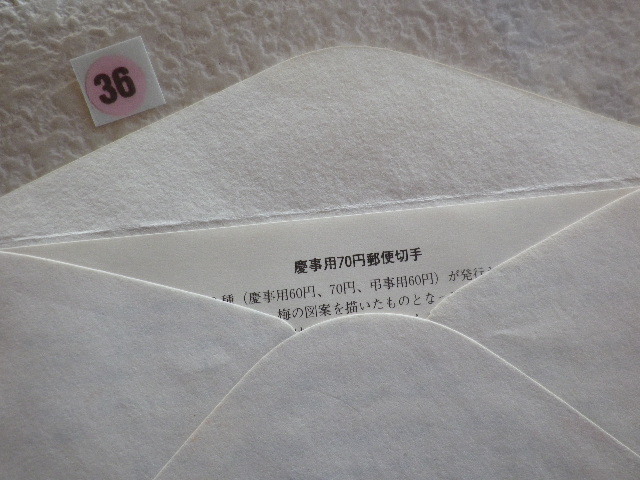 36
慶事用70円郵便切手
種（慶事用60円、70円、弔事用60円）が発行
梅の図案を描いたものとなっ